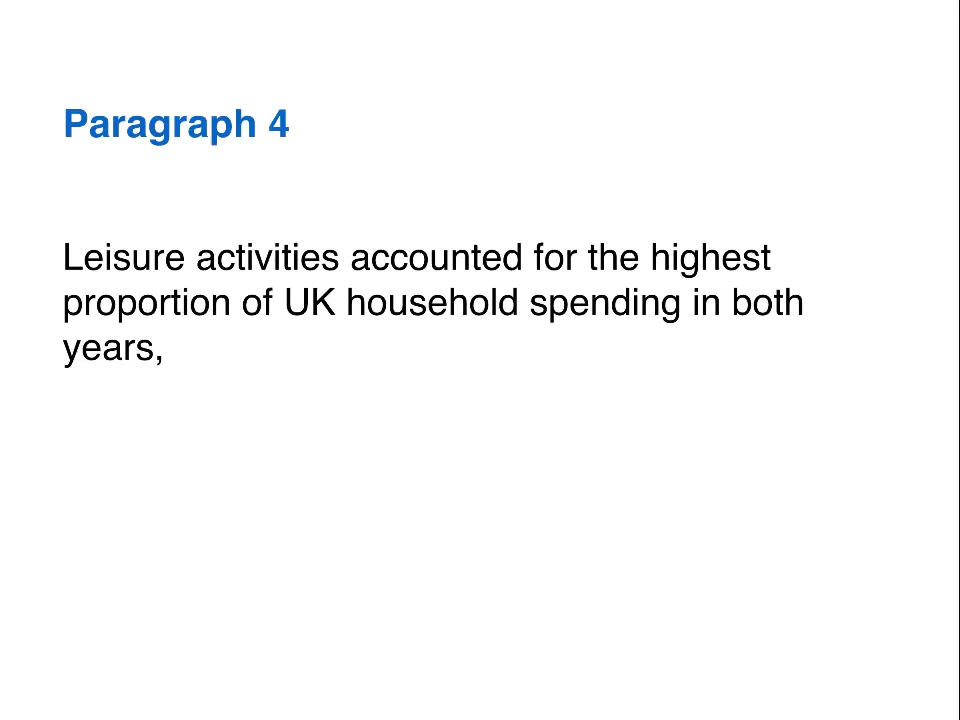 Paragraph 4
Leisure activities accounted for the highest
proportion of UK household spending in both
years,